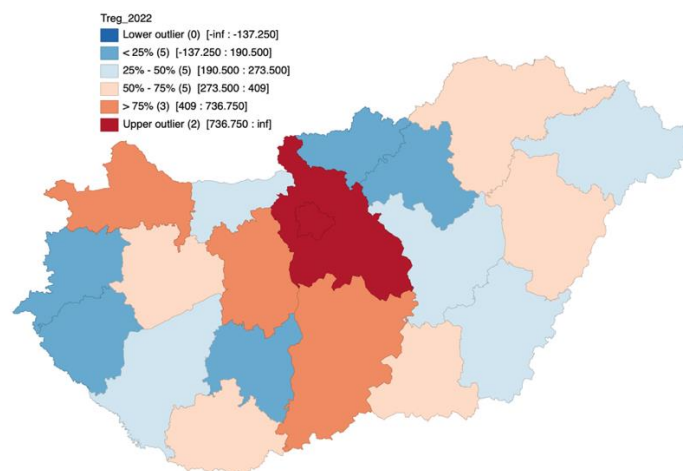 Treg_2022
Lower outlier (0) [-inf : -137.250]
< 25% (5) [-137.250 : 190.500]
25% - 50% (5) [190.500 : 273.500]
50% - 75% (5) [273.500 : 409]
> 75% (3) [409 : 736.750]
Upper outlier (2) [736.750 : inf]